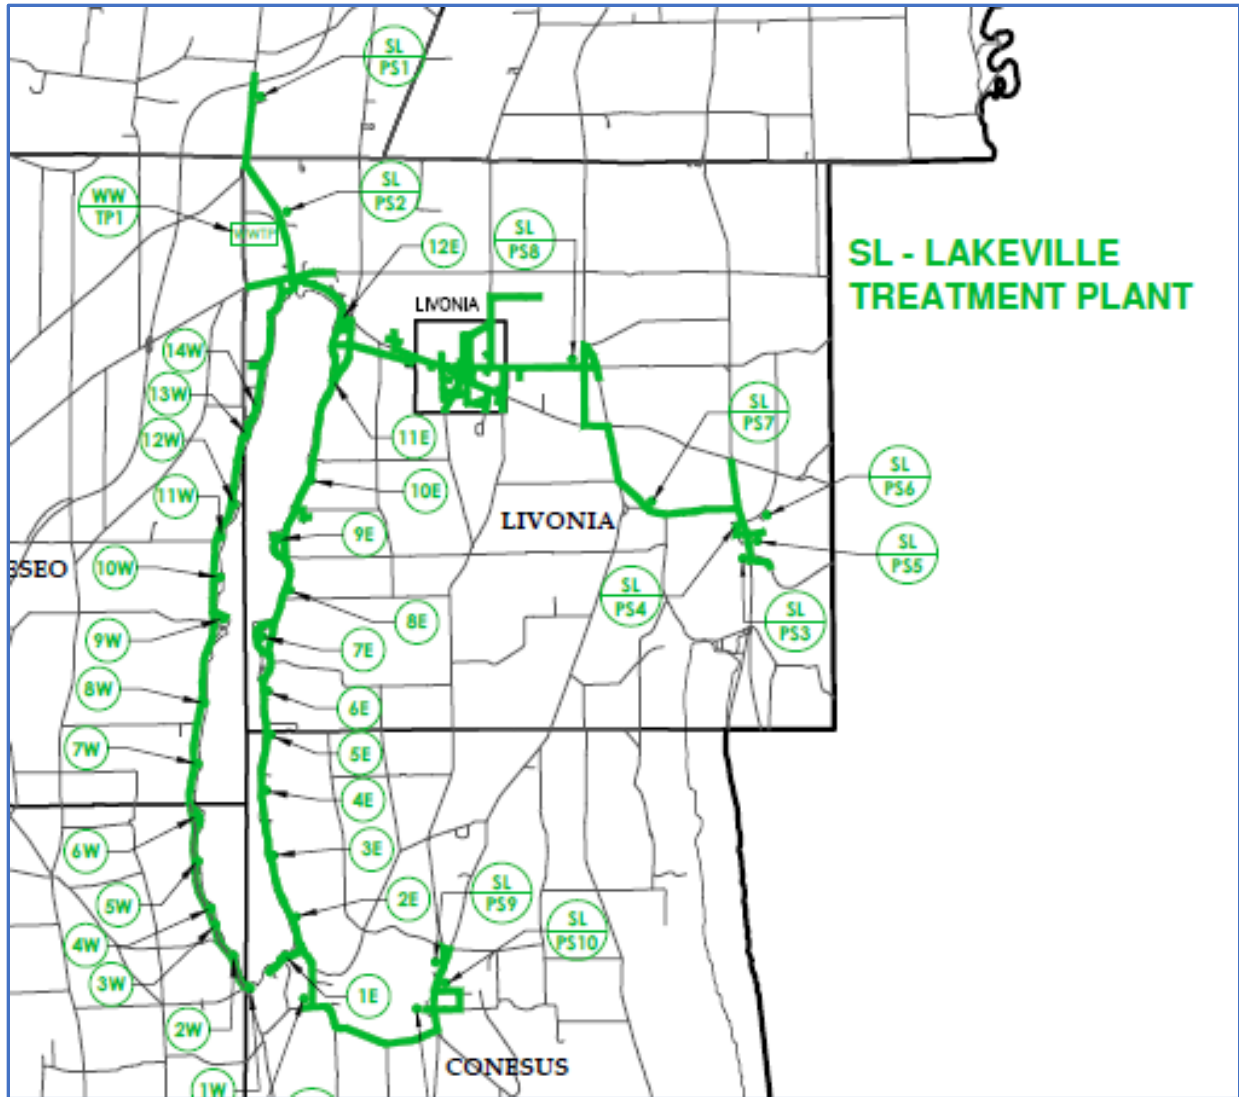 SL
PS1
WW
TP1
SL
PS2
WWTP
12E
SL
PS8
SL - LAKEVILLE
TREATMENT PLANT
LIVONIA
14W
13W
SL
PS7
12W
11E
SL
PS6
11W
10E
LIVONIA
9E
SL
PS5
SSEO
10W
SL
PS4
8E
SL
PS3
9W
7E
8W
6E
7W
5E
4E
6W
3E
SL
PS9
5W
2E
SL
PS10
4W
3W
1E
2W
CONESUS
1W